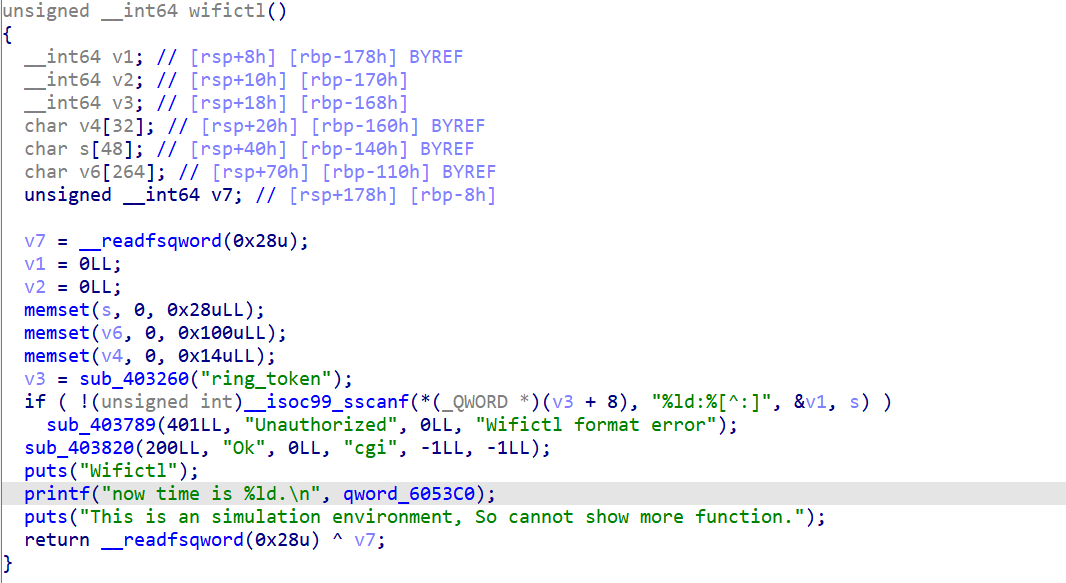 unsigned __int64 wifictl()
{
  __int64 v1; // [rsp+8h] [rbp-178h] BYREF
  __int64 v2; // [rsp+10h] [rbp-170h]
  __int64 v3; // [rsp+18h] [rbp-168h]
  char v4[32]; // [rsp+20h] [rbp-160h] BYREF
  char s[48]; // [rsp+40h] [rbp-140h] BYREF
  char v6[264]; // [rsp+70h] [rbp-110h] BYREF
  unsigned __int64 v7; // [rsp+178h] [rbp-8h]

  v7 = __readfsqword(0x28u);
  v1 = 0LL;
  v2 = 0LL;
  memset(s, 0, 0x28uLL);
  memset(v6, 0, 0x100uLL);
  memset(v4, 0, 0x14uLL);
  v3 = sub_403260("ring_token");
  if ( !(unsigned int)__isoc99_sscanf(*(_QWORD *)(v3 + 8), "%ld:%[^:]", &v1, s) )
    sub_403789(401LL, "Unauthorized", 0LL, "Wifictl format error");
  sub_403820(200LL, "Ok", 0LL, "cgi", -1LL, -1LL);
  puts("Wifictl");
  printf("now time is %ld.\n", qword_6053C0);
  puts("This is an simulation environment, So cannot show more function.");
  return __readfsqword(0x28u) ^ v7;
}